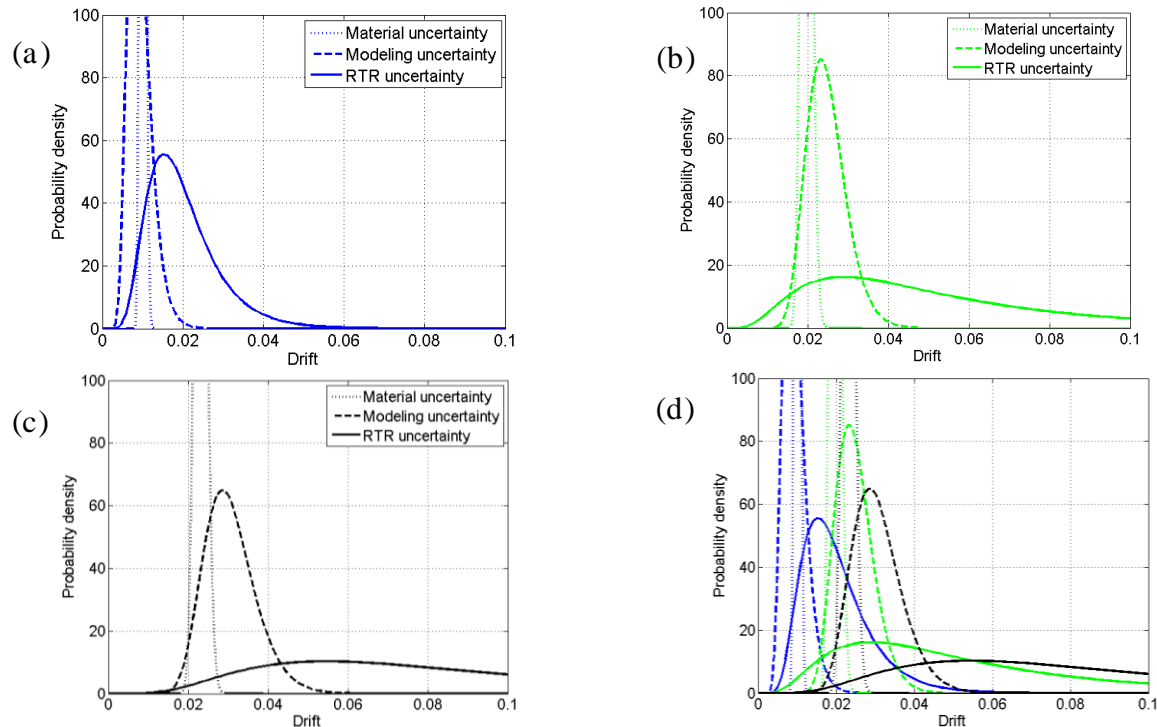 (a)
100
80
60
40
20
0
Probability density
Material uncertainty
Modeling uncertainty
RTR uncertainty
0 0.02 0.04 0.06 0.08 0.1
Drift
(b)
100
80
60
40
20
0
Probability density
Material uncertainty
Modeling uncertainty
RTR uncertainty
0 0.02 0.04 0.06 0.08 0.1
Drift
(c)
100
80
60
40
20
0
Probability density
Material uncertainty
Modeling uncertainty
RTR uncertainty
0 0.02 0.04 0.06 0.08 0.1
Drift
(d)
100
80
60
40
20
0
Probability density
0 0.02 0.04 0.06 0.08 0.1
Drift